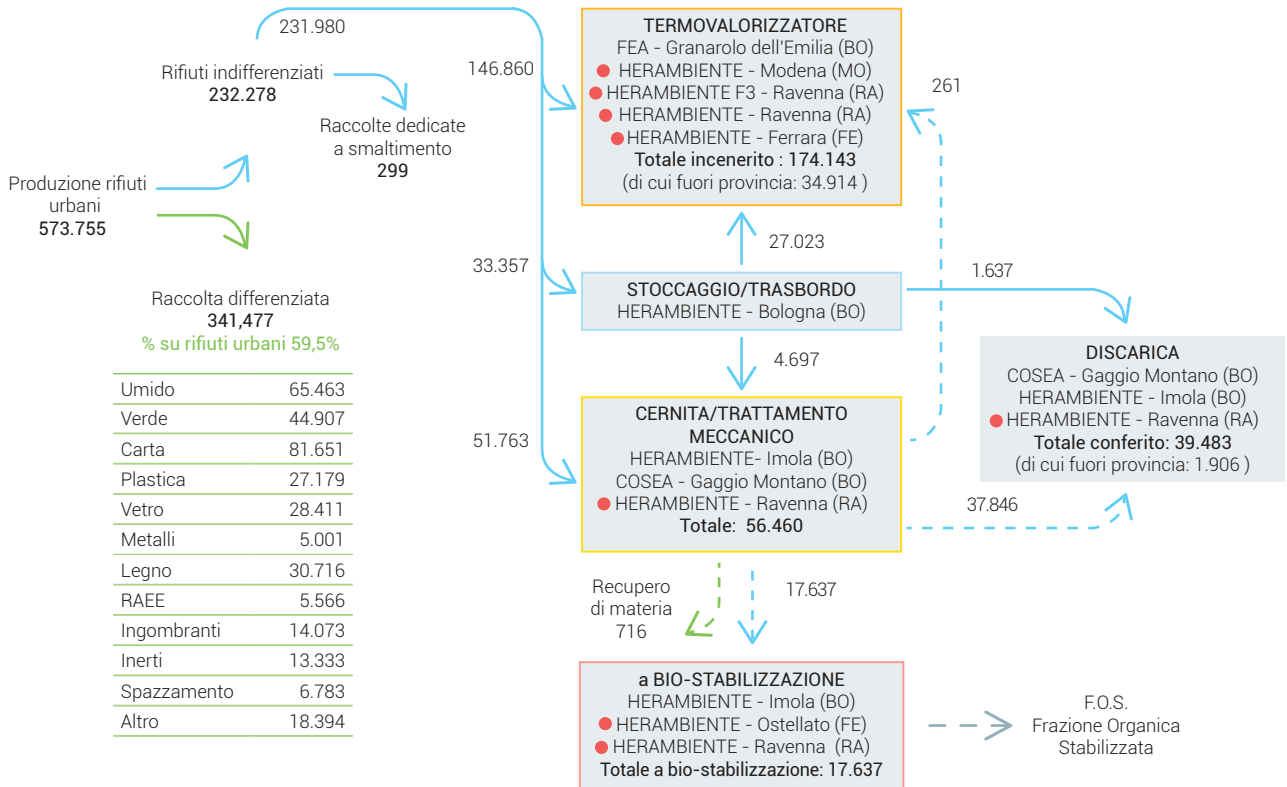 231.980
Rifiuti indifferenziati
232.278
Raccolte dedicate
a smaltimento
299
Produzione rifiuti
urbani
573.755
Raccolta differenziata
341,477
% su rifiuti urbani 59,5%
Umido 65.463
Verde 44.907
Carta 81.651
Plastica 27.179
Vetro 28.411
Metalli 5.001
Legno 30.716
RAEE 5.566
Ingombranti 14.073
Inerti 13.333
Spazzamento 6.783
Altro 18.394
146.860
33.357
51.763
TERMOVALORIZZATORE
FEA - Granarolo dell'Emilia (BO)
HERAMBIENTE - Modena (MO)
HERAMBIENTE F3 - Ravenna (RA)
HERAMBIENTE - Ravenna (RA)
HERAMBIENTE - Ferrara (FE)
Totale incenerito : 174.143
(di cui fuori provincia: 34.914 )
261
27.023
STOCCAGGIO/TRASBORDO
HERAMBIENTE - Bologna (BO)
1.637
4.697
CERNITA/TRATTAMENTO
MECCANICO
HERAMBIENTE- Imola (BO)
COSEA - Gaggio Montano (BO)
HERAMBIENTE - Ravenna (RA)
Totale: 56.460
DISCARICA
COSEA - Gaggio Montano (BO)
HERAMBIENTE - Imola (BO)
HERAMBIENTE - Ravenna (RA)
Totale conferito: 39.483
(di cui fuori provincia: 1.906 )
37.846
Recupero
di materia
716
17.637
a BIO-STABILIZZAZIONE
HERAMBIENTE - Imola (BO)
HERAMBIENTE - Ostellato (FE)
HERAMBIENTE - Ravenna (RA)
Totale a bio-stabilizzazione: 17.637
F.O.S.
Frazione Organica
Stabilizzata